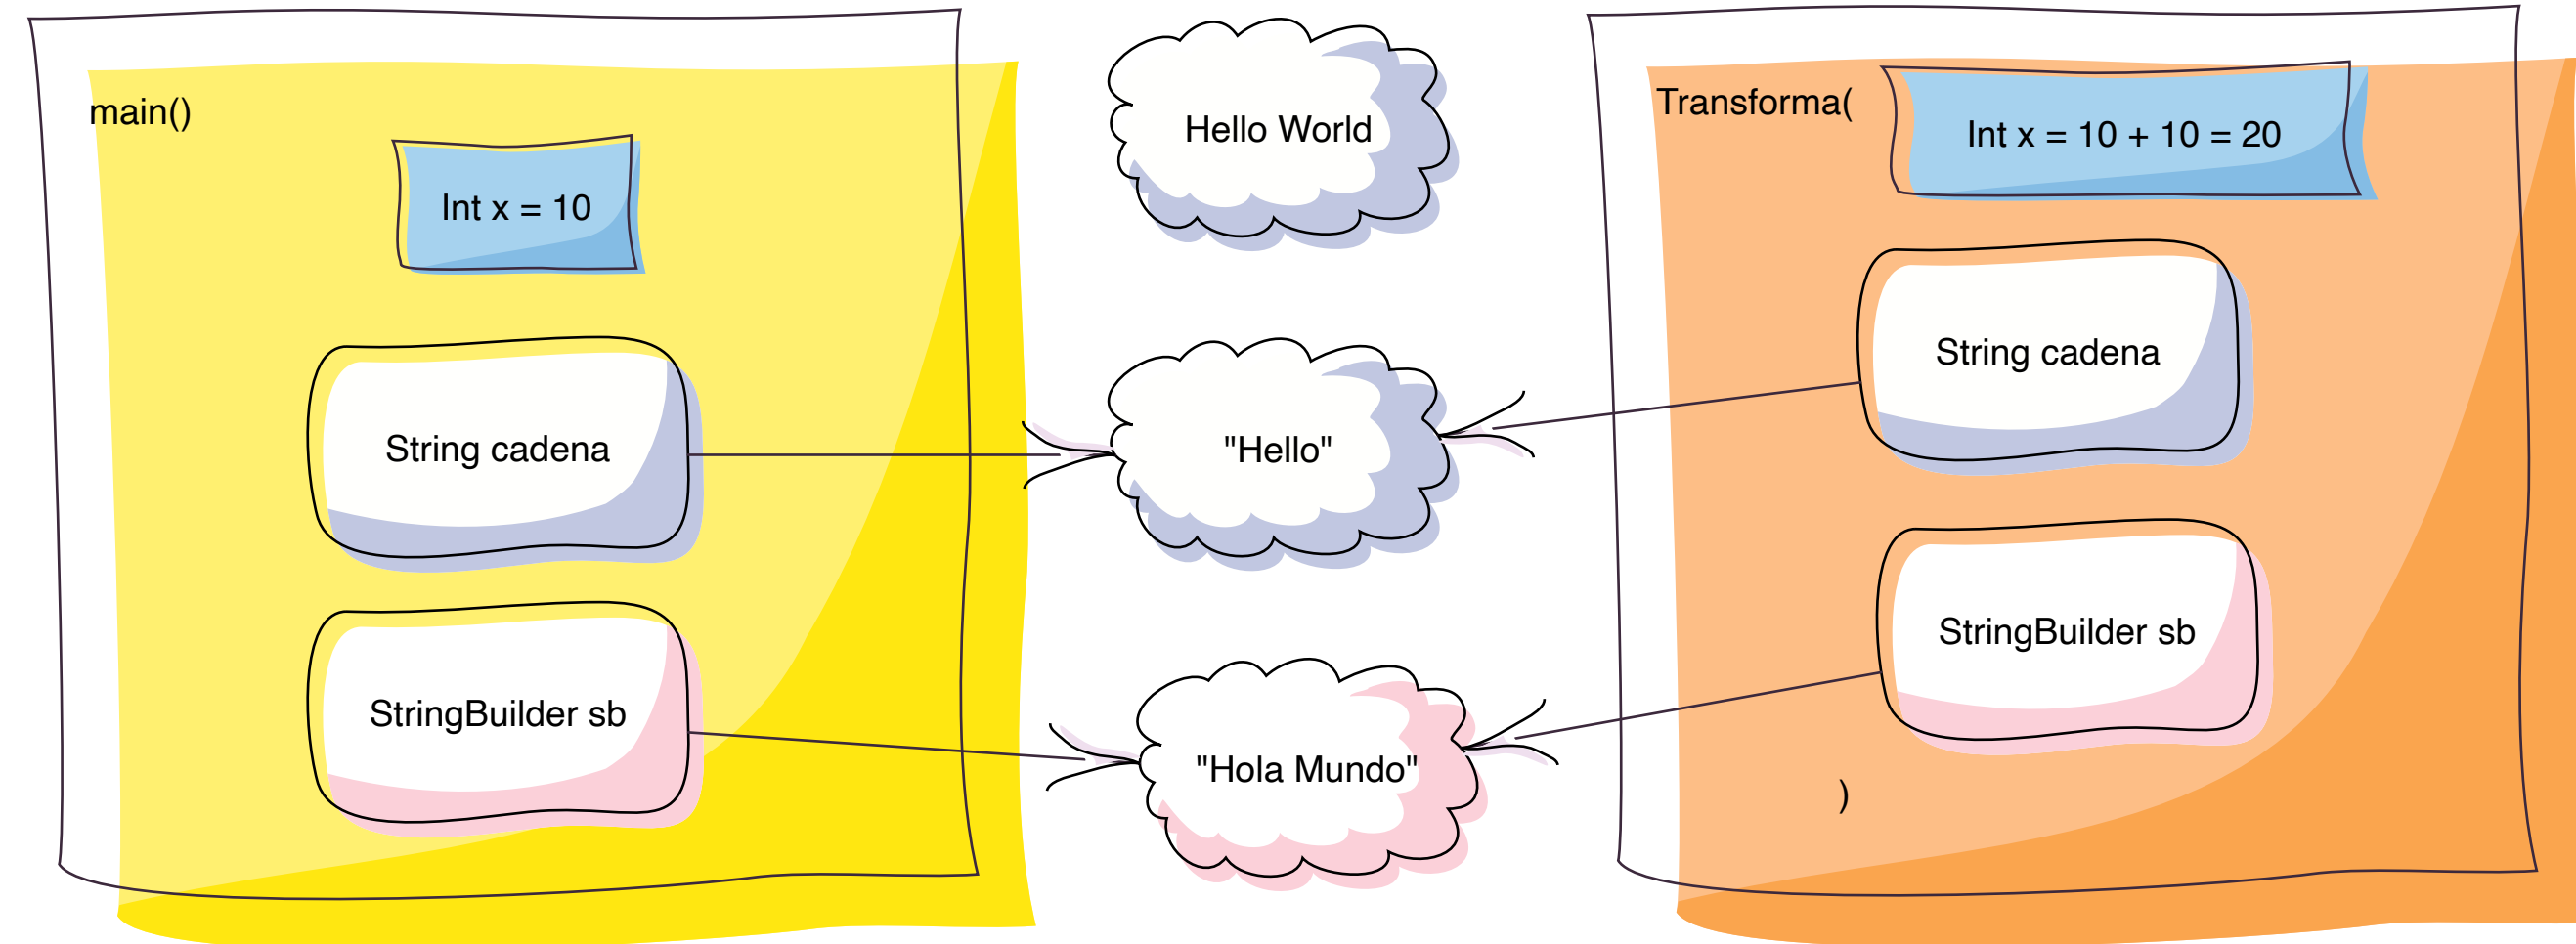 main()
Int x = 10
String cadena
StringBuilder sb
Hello World
"Hello"
"Hola Mundo"
Transforma(
Int x = 10 + 10 = 20
String cadena
StringBuilder sb
)